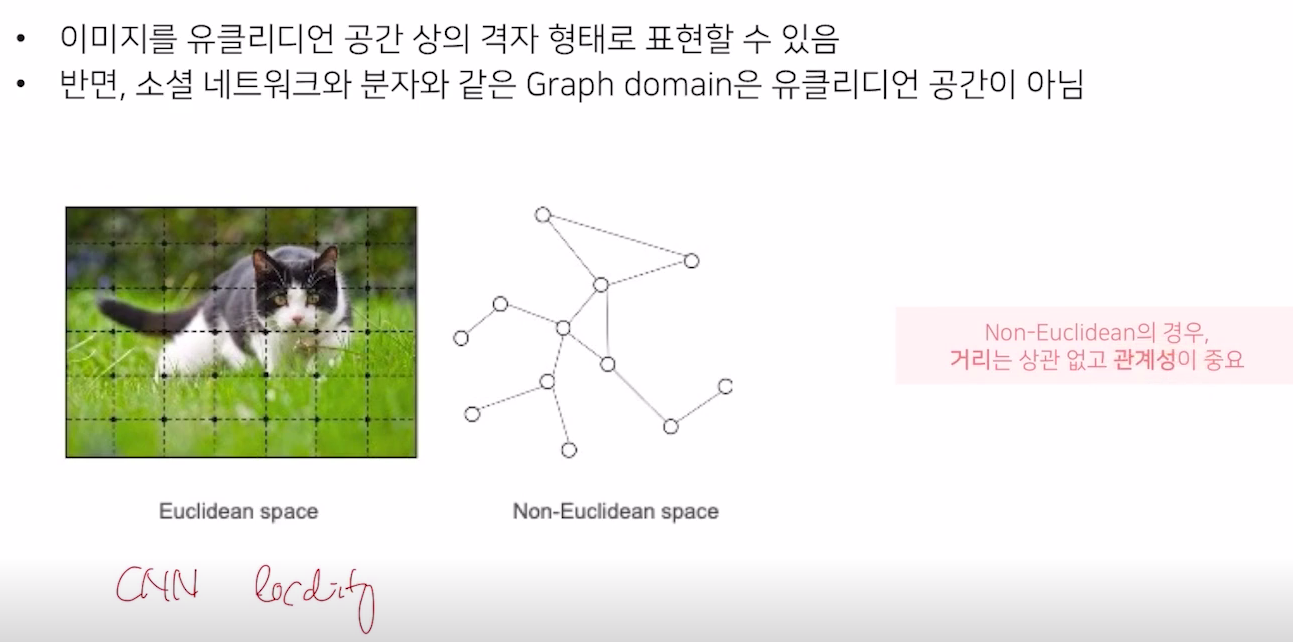 • 이미지를 유클리디언 공간 상의 격자 형태로 표현할 수 있음
• 반면, 소셜 네트워크와 분자와 같은 Graph domain은 유클리디언 공간이 아님
Non-Euclidean의 경우,
거리는 상관 없고 관계성이 중요
Euclidean space
Non-Euclidean space
CNN locality